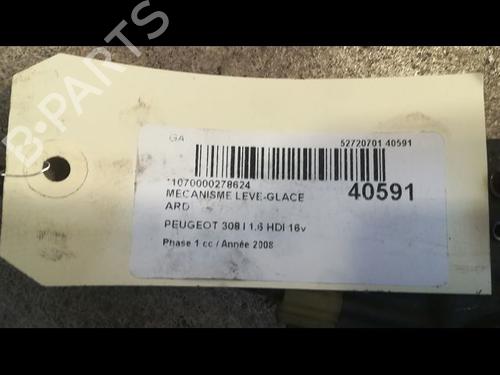 B-PARTS
GA
52720701 40591
*1070000278624
MECANISME LEVE-GLACE
40591
ARD
PEUGEOT 308 I 1.6 HDI 16v
Phase 1 cc / Année 2008